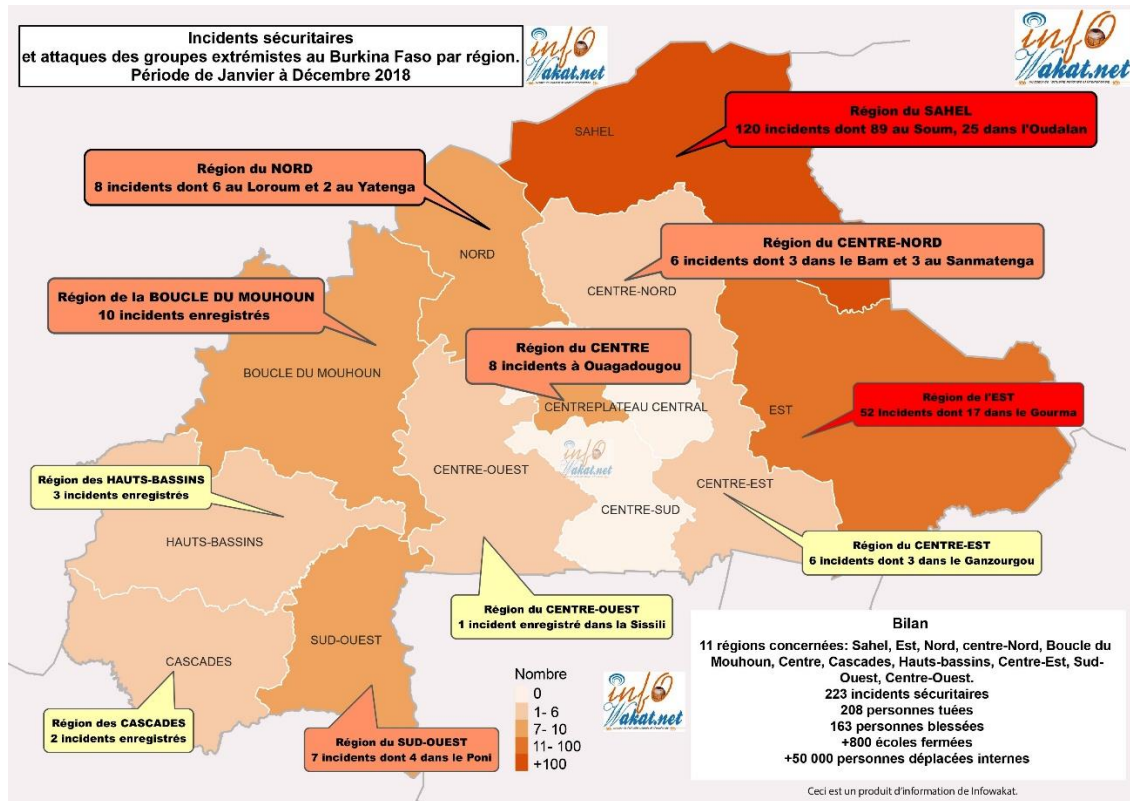 Incidents sécuritaires
et attaques des groupes extrémistes au Burkina Faso par région.
Période de Janvier à Décembre 2018
info
Wakat.net
info
Wakat.net
SAHEL
Région du SAHEL
120 incidents dont 89 au Soum, 25 dans l'Oudalan
Région du NORD
8 incidents dont 6 au Loroum et 2 au Yatenga
NORD
Région du CENTRE-NORD
6 incidents dont 3 dans le Bam et 3 au Sanmatenga
CENTRE-NORD
Région de la BOUCLE DU MOUHOUN
10 incidents enregistrés
BOUCLE DU MOUHOUN
Région du CENTRE
8 incidents à Ouagadougou
CENTRE
PLATEAU CENTRAL
EST
Région de l'EST
52 incidents dont 17 dans le Gourma
info
Wakat.net
CENTRE-OUEST
Région des HAUTS-BASSINS
3 incidents enregistrés
HAUTS-BASSINS
CENTRE-EST
CENTRE-SUD
Région du CENTRE-EST
6 incidents dont 3 dans le Ganzourgou
Région du CENTRE-OUEST
1 incident enregistré dans la Sissili
SUD-OUEST
CASCADES
Région des CASCADES
2 incidents enregistrés
Région du SUD-OUEST
7 incidents dont 4 dans le Poni
Nombre
0
1- 6
7- 10
11- 100
+100
info
Wakat.net
Bilan
11 régions concernées: Sahel, Est, Nord, centre-Nord, Boucle du
Mouhoun, Centre, Cascades, Hauts-bassins, Centre-Est, Sud-
Ouest, Centre-Ouest.
223 incidents sécuritaires
208 personnes tuées
163 personnes blessées
+800 écoles fermées
+50 000 personnes déplacées internes
Ceci est un produit d'information de Infowakat.